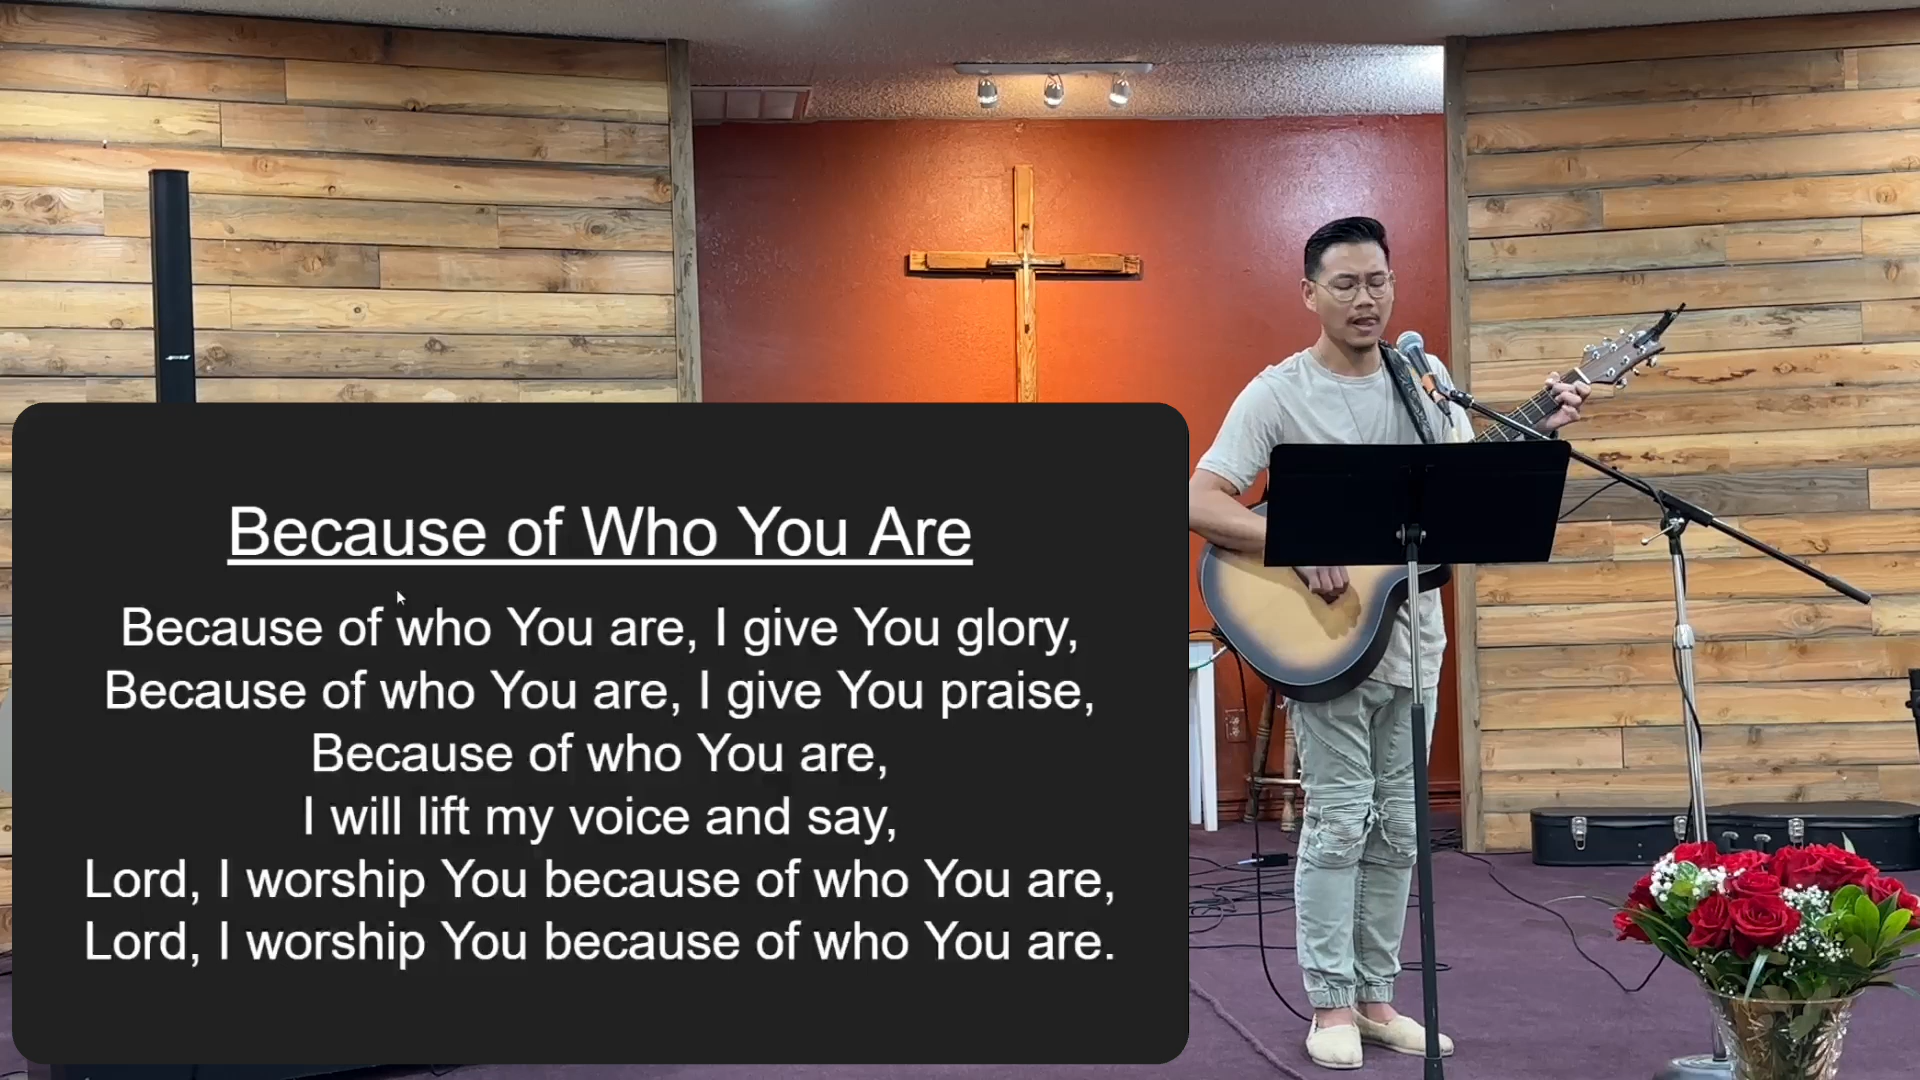 Because of Who You Are
Because of who You are, I give You glory,
Because of who You are, I give You praise,
Because of who You are,
I will lift my voice and say,
Lord, I worship You because of who You are,
Lord, I worship You because of who You are.